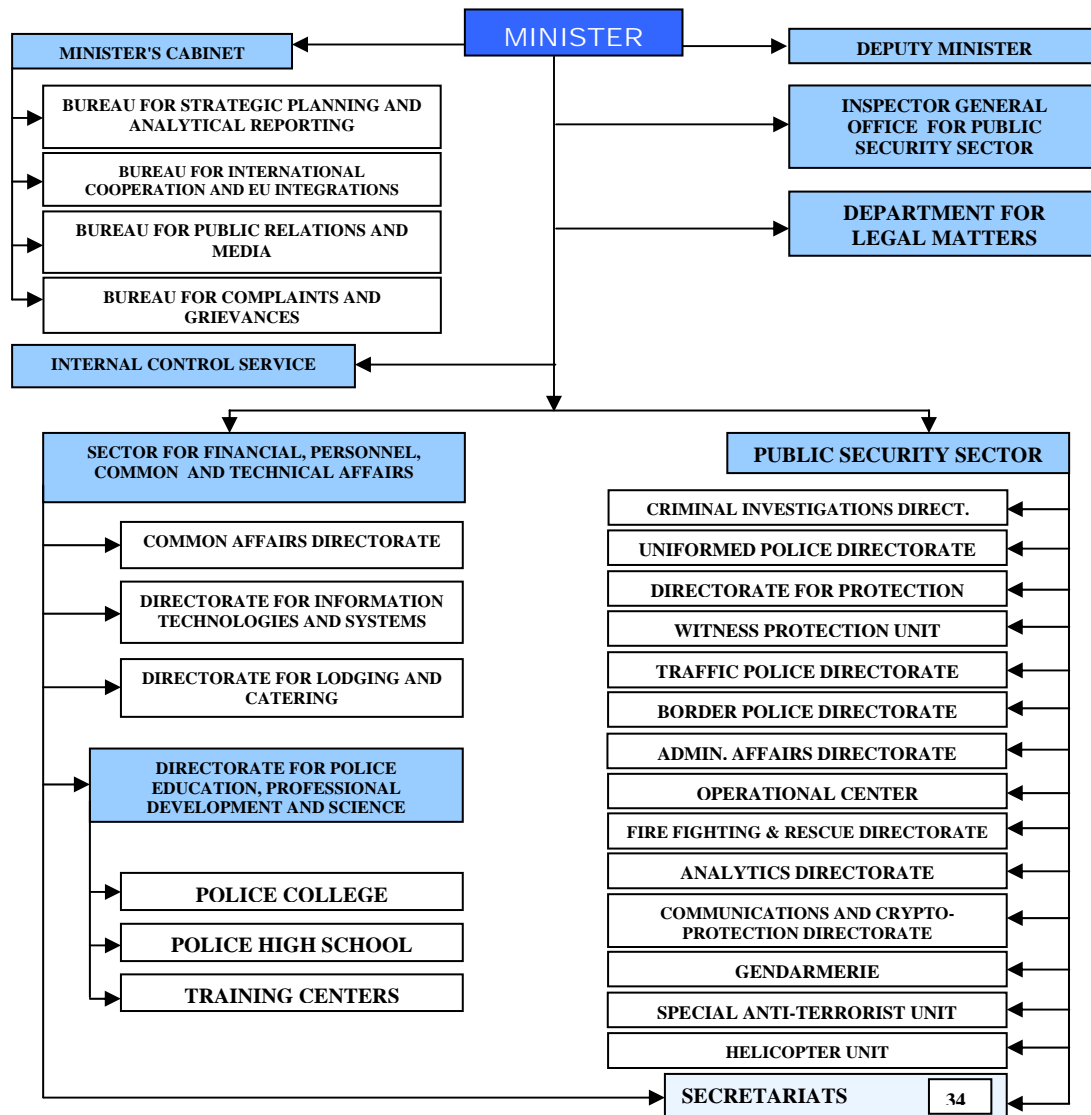 MINISTER
MINISTER'S CABINET
DEPUTY MINISTER
BUREAU FOR STRATEGIC PLANNING AND
ANALYTICAL REPORTING
BUREAU FOR INTERNATIONAL
COOPERATION AND EU INTEGRATIONS
BUREAU FOR PUBLIC RELATIONS AND
MEDIA
BUREAU FOR COMPLAINTS AND
GRIEVANCES
INSPECTOR GENERAL
OFFICE FOR PUBLIC
SECURITY SECTOR
DEPARTMENT FOR
LEGAL MATTERS
INTERNAL CONTROL SERVICE
SECTOR FOR FINANCIAL, PERSONNEL,
COMMON AND TECHNICAL AFFAIRS
COMMON AFFAIRS DIRECTORATE
DIRECTORATE FOR INFORMATION
TECHNOLOGIES AND SYSTEMS
DIRECTORATE FOR LODGING AND
CATERING
DIRECTORATE FOR POLICE
EDUCATION, PROFESSIONAL
DEVELOPMENT AND SCIENCE
POLICE COLLEGE
POLICE HIGH SCHOOL
TRAINING CENTERS
PUBLIC SECURITY SECTOR
CRIMINAL INVESTIGATIONS DIRECT.
UNIFORMED POLICE DIRECTORATE
DIRECTORATE FOR PROTECTION
WITNESS PROTECTION UNIT
TRAFFIC POLICE DIRECTORATE
BORDER POLICE DIRECTORATE
ADMIN. AFFAIRS DIRECTORATE
OPERATIONAL CENTER
FIRE FIGHTING & RESCUE DIRECTORATE
ANALYTICS DIRECTORATE
COMMUNICATIONS AND CRYPTO-
PROTECTION DIRECTORATE
GENDARMERIE
SPECIAL ANTI-TERRORIST UNIT
HELICOPTER UNIT
SECRETARIATS 34